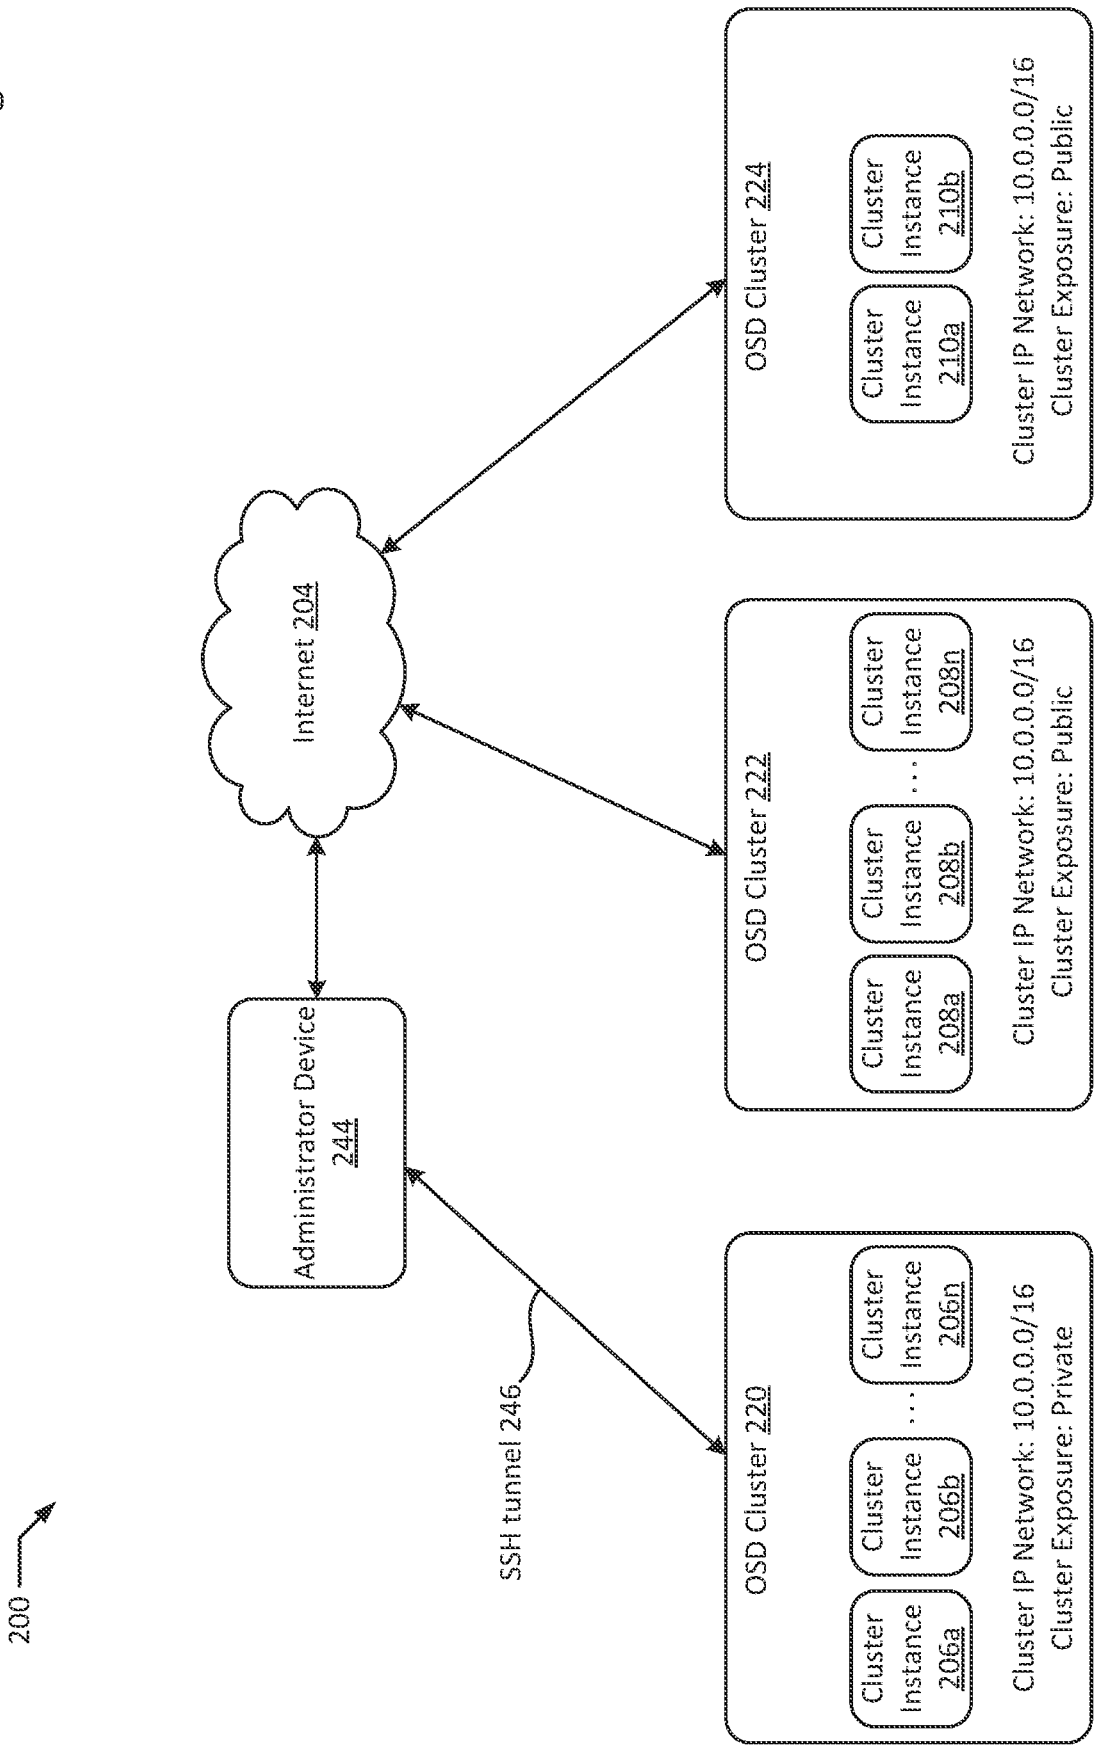 200
Administrator Device
244
Internet 204
SSH tunnel 246
OSD Cluster 220
Cluster
Instance
206a
Cluster
Instance
206b
...
Cluster
Instance
206n
Cluster IP Network: 10.0.0.0/16
Cluster Exposure: Private
OSD Cluster 222
Cluster
Instance
208a
Cluster
Instance
208b
...
Cluster
Instance
208n
Cluster IP Network: 10.0.0.0/16
Cluster Exposure: Public
OSD Cluster 224
Cluster
Instance
210a
Cluster
Instance
210b
Cluster IP Network: 10.0.0.0/16
Cluster Exposure: Public